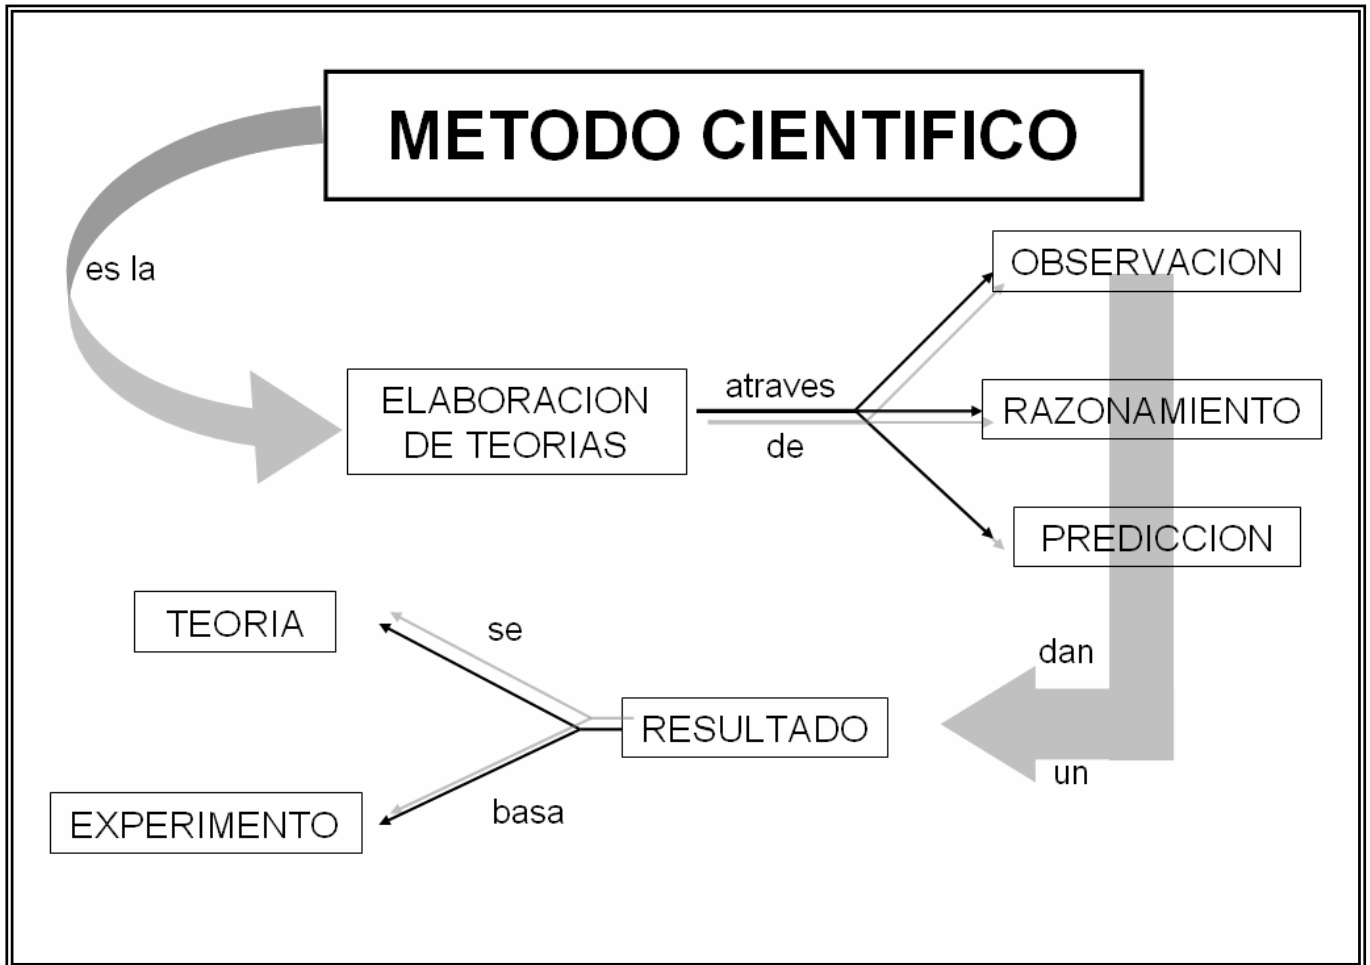 METODO CIENTIFICO
es la
OBSERVACION
ELABORACION
DE TEORIAS
atraves
de
RAZONAMIENTO
PREDICCION
dan
un
RESULTADO
se
basa
TEORIA
EXPERIMENTO